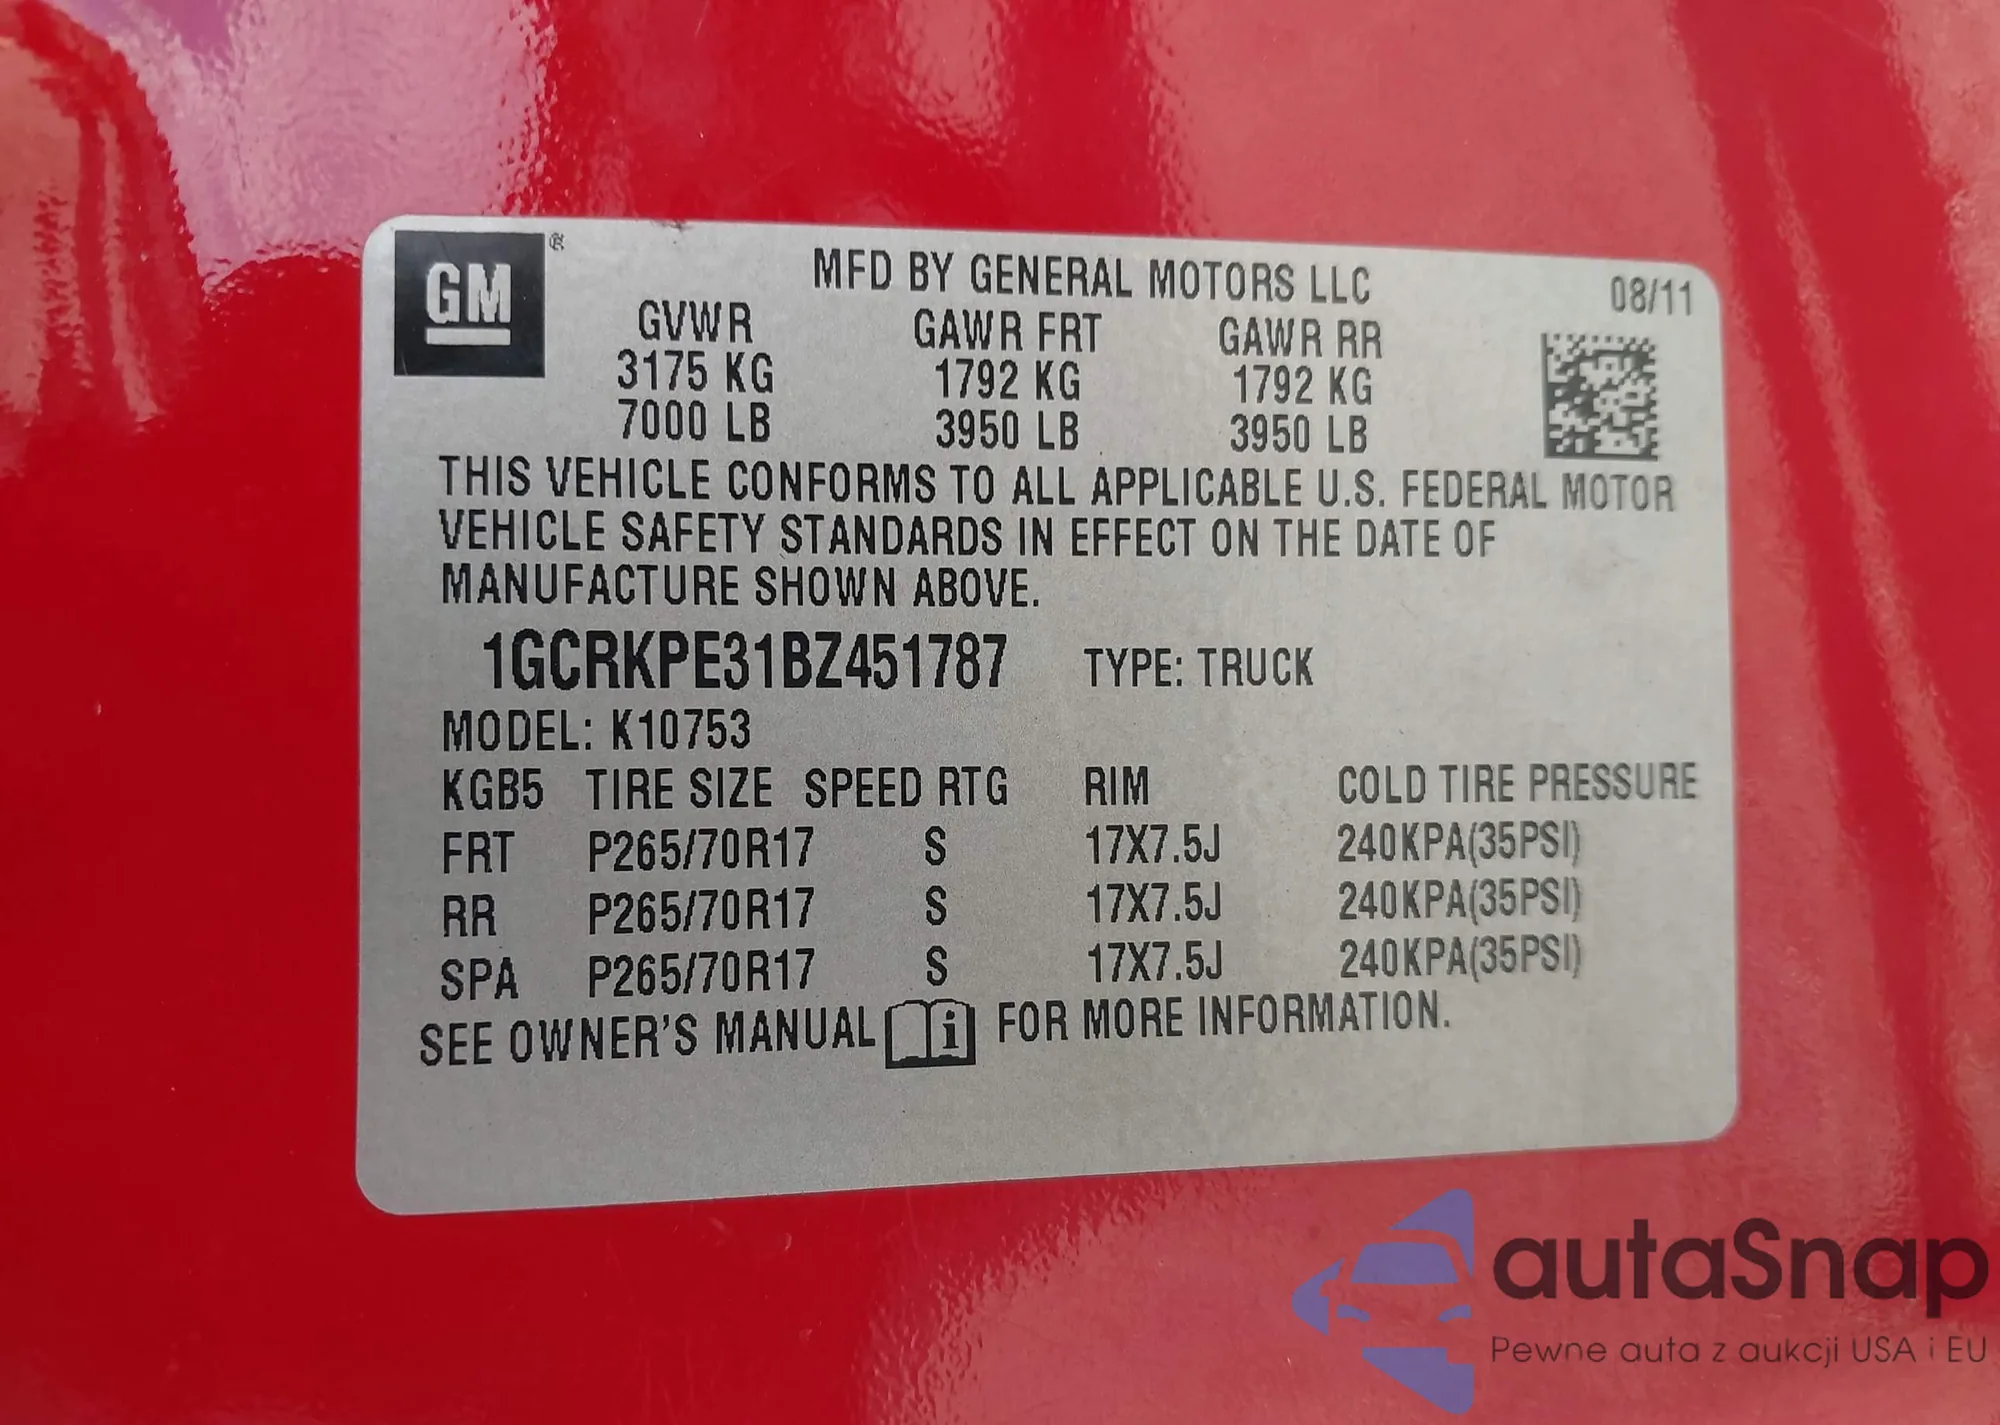 GM®
MFD BY GENERAL MOTORS LLC
08/11
GVWR GAWR FRT GAWR RR
3175 KG 1792 KG 1792 KG
7000 LB 3950 LB 3950 LB
THIS VEHICLE CONFORMS TO ALL APPLICABLE U.S. FEDERAL MOTOR
VEHICLE SAFETY STANDARDS IN EFFECT ON THE DATE OF
MANUFACTURE SHOWN ABOVE.
1GCRKPE31BZ451787 TYPE: TRUCK
MODEL: K10753
KGB5 TIRE SIZE SPEED RTG RIM COLD TIRE PRESSURE
FRT P265/70R17 S 17X7.5J 240KPA(35PSI)
RR P265/70R17 S 17X7.5J 240KPA(35PSI)
SPA P265/70R17 S 17X7.5J 240KPA(35PSI)
SEE OWNER'S MANUAL i FOR MORE INFORMATION.
autaSnap
Pewne auta z aukcji USA i EU